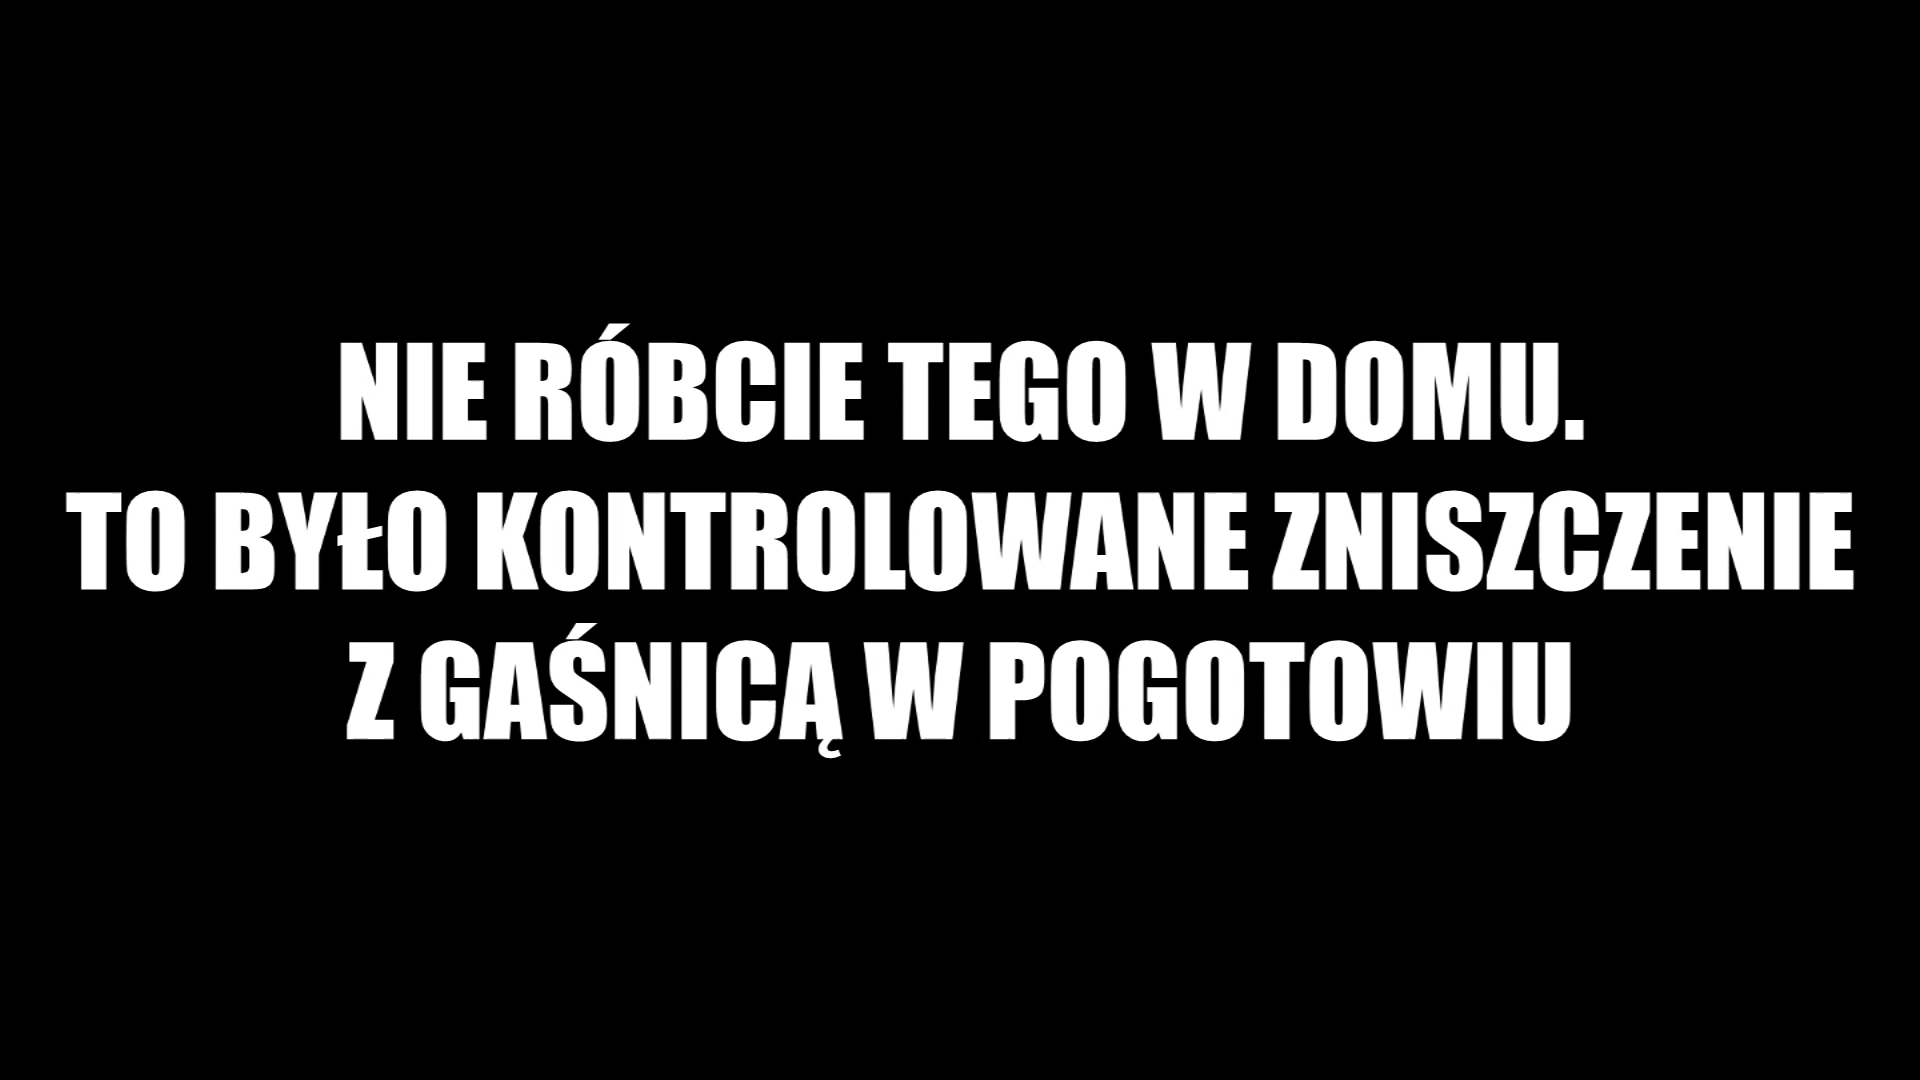 NIE RÓBCIE TEGO W DOMU.
TO BYŁO KONTROLOWANE ZNISZCZENIE
Z GAŚNICĄ W POGOTOWIU